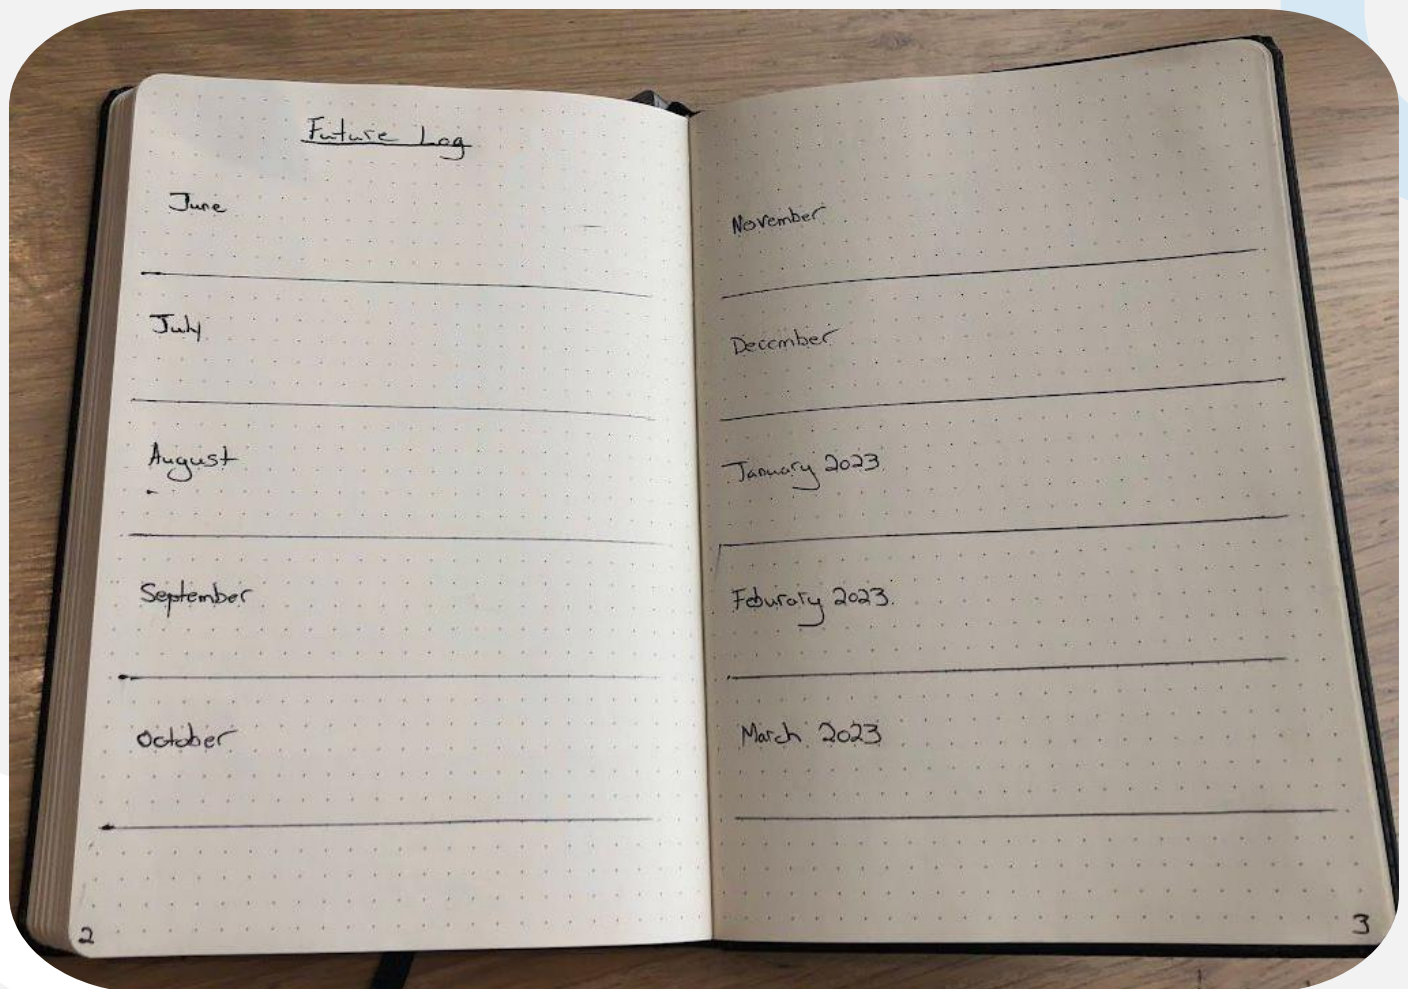 Future Log
June
July
August
September
October
2
November
December
January 2023
Feburary 2023
March 2023
3